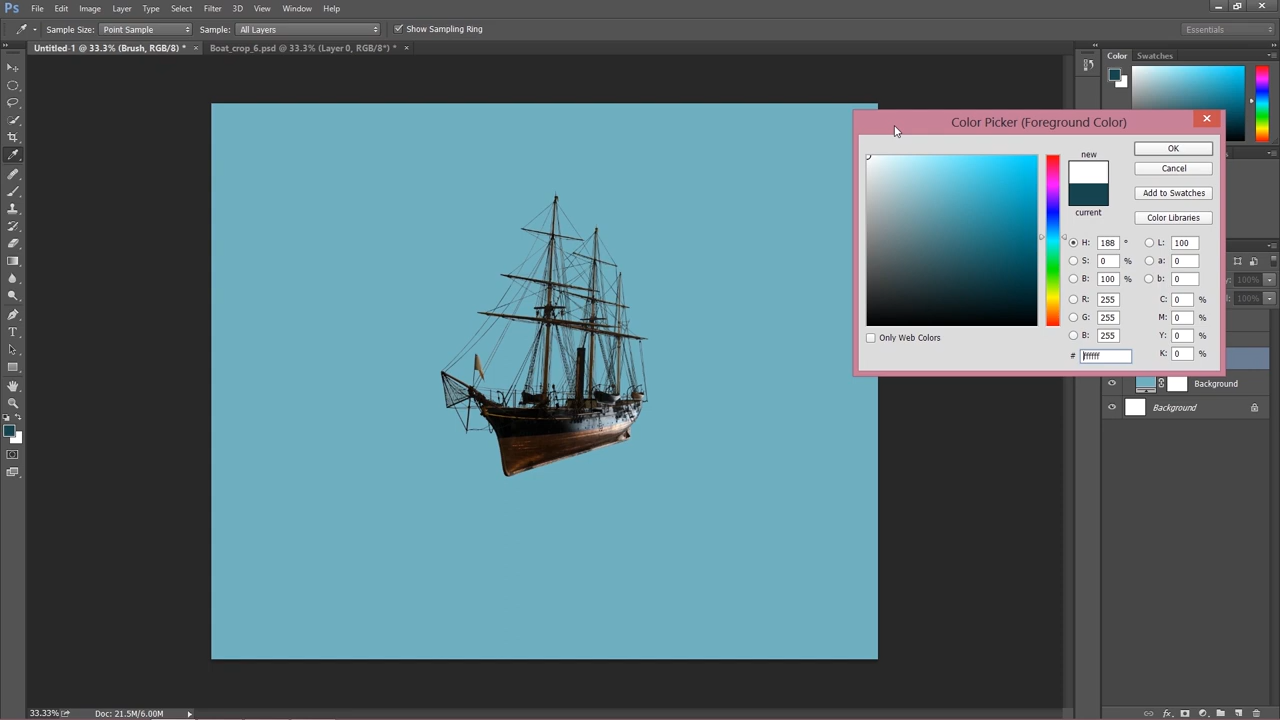 Ps File Edit Image Layer Type Select Filter 3D View Window Help
Sample Size: Point Sample Sample: All Layers Show Sampling Ring Essentials
Untitled-1 @ 33.3% (Brush, RGB/8) * × Boat_crop_6.psd @ 33.3% (Layer 0, RGB/8*) * ×
Color Swatches
Color Picker (Foreground Color)
new
OK
Cancel
Add to Swatches
current
Color Libraries
H: 188 ° L: 100
S: 0 % a: 0
B: 100 % b: 0
R: 255 C: 0 %
G: 255 M: 0 %
B: 255 Y: 0 %
# ffffff K: 0 %
Only Web Colors
100%
100%
Background
Background
33.33% Doc: 21.5M/6.00M